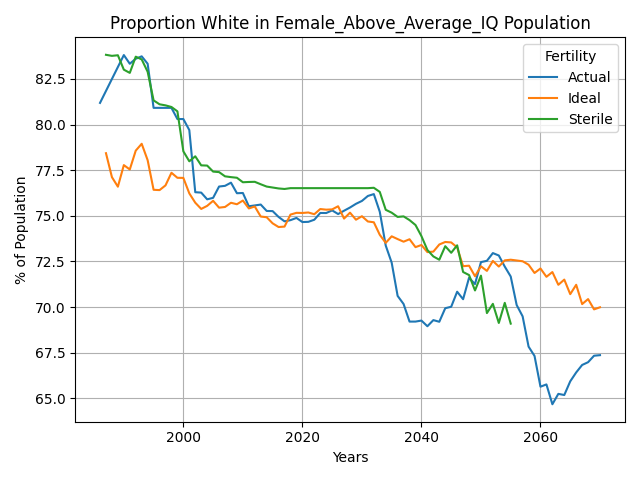 Proportion White in Female_Above_Average_IQ Population
Fertility
Actual
Ideal
Sterile
% of Population
82.5
80.0
77.5
75.0
72.5
70.0
67.5
65.0
2000
2020
2040
2060
Years